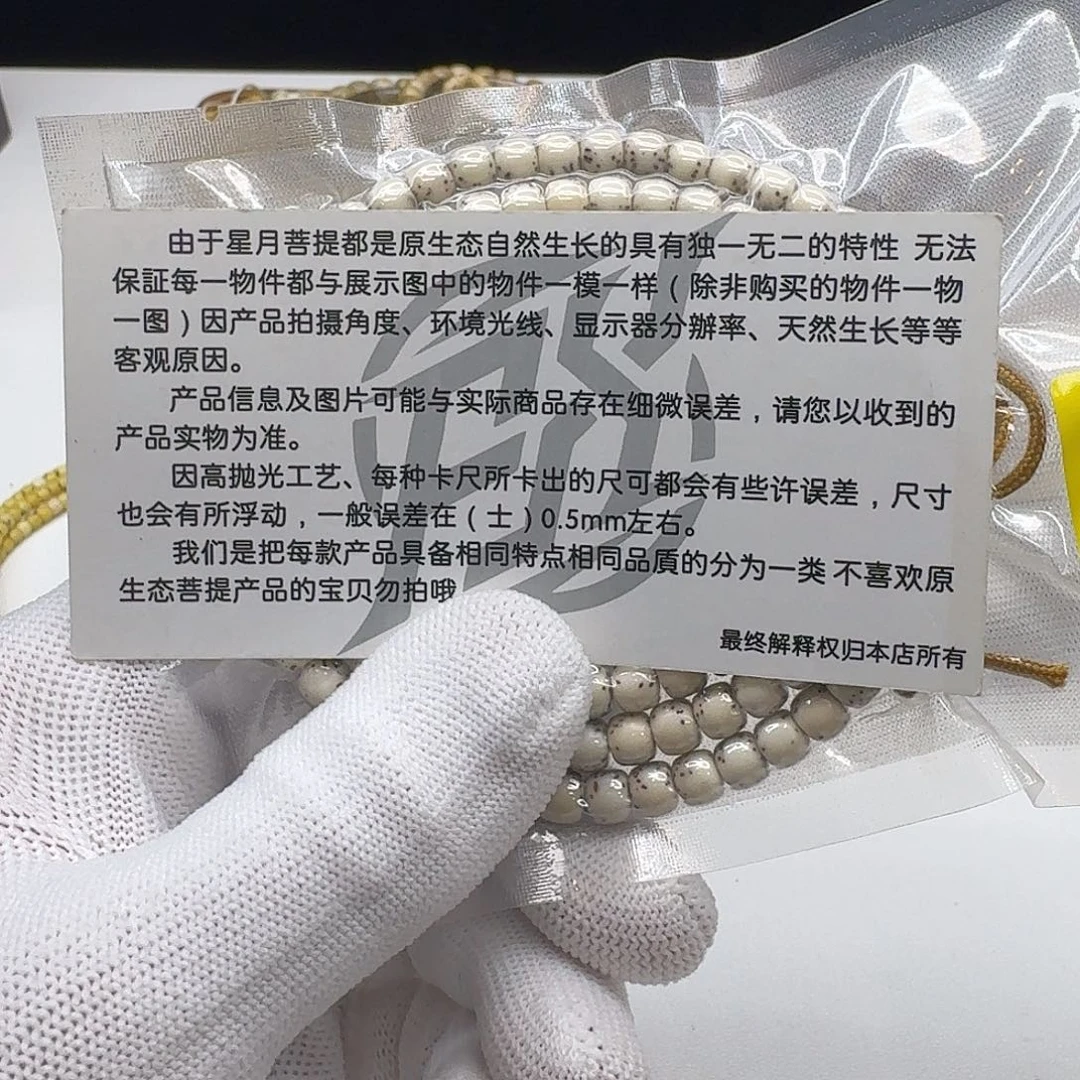 由于星月菩提都是原生态自然生长的具有独一无二的特性 无法
保証每一物件都与展示图中的物件一模一样（除非购买的物件一物
一图）因产品拍摄角度、环境光线、显示器分辦率、天然生长等等
客观原因。
产品信息及图片可能与实际商品存在细微误差，请您以收到的
产品实物为准。
因高抛光工艺、每种卡尺所卡出的尺可都会有些许误差，尺寸
也会有所浮动，一般误差在（士）0.5mm左右。
我们是把每款产品具备相同特点相同品質的分为一类 不喜欢原
生态菩提产品的宝贝勿拍哦
最终解释权归本店所有